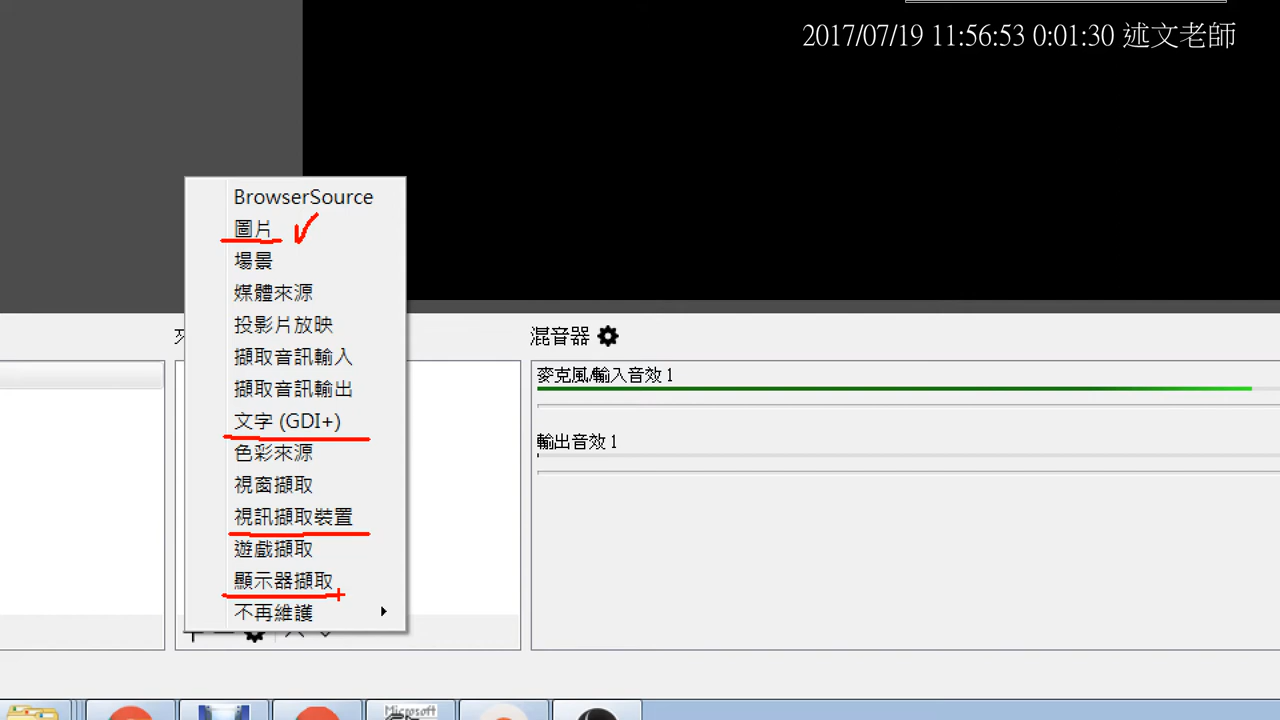 2017/07/19 11:56:53 0:01:30 述文老師
BrowserSource
圖片
場景
媒體來源
投影片放映
擷取音訊輸入
擷取音訊輸出
文字 (GDI+)
色彩來源
視窗擷取
視訊擷取裝置
遊戲擷取
顯示器擷取
不再維護
混音器
麥克風/輸入音效 1
輸出音效 1
Microsoft